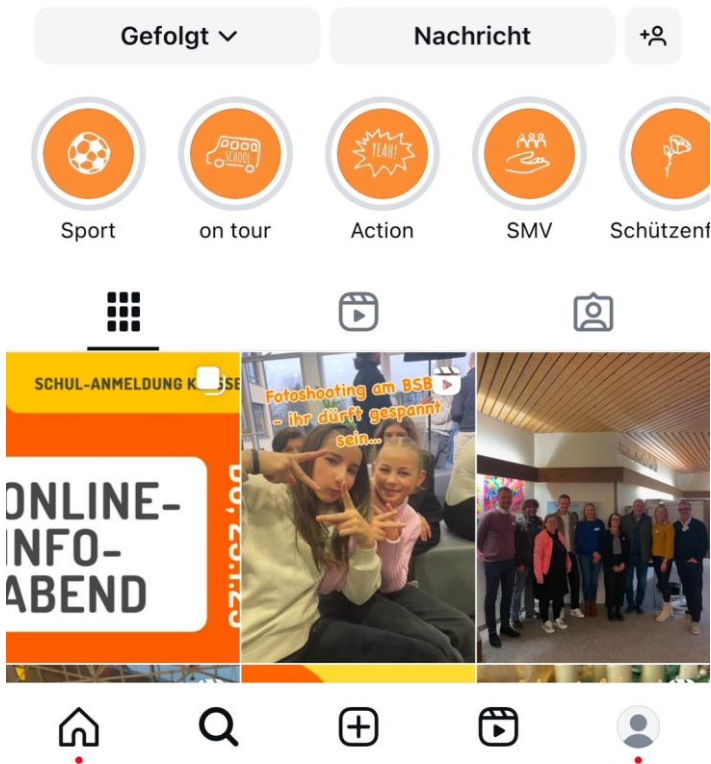 Gefolgt
Nachricht
SCHOOL
YEAH!
Sport
on tour
Action
SMV
Schützenf
SCHUL-ANMELDUNG
ONLINE-
INFO-
ABEND
Fotoshooting am BSB
- ihr dürft gespannt
sein...